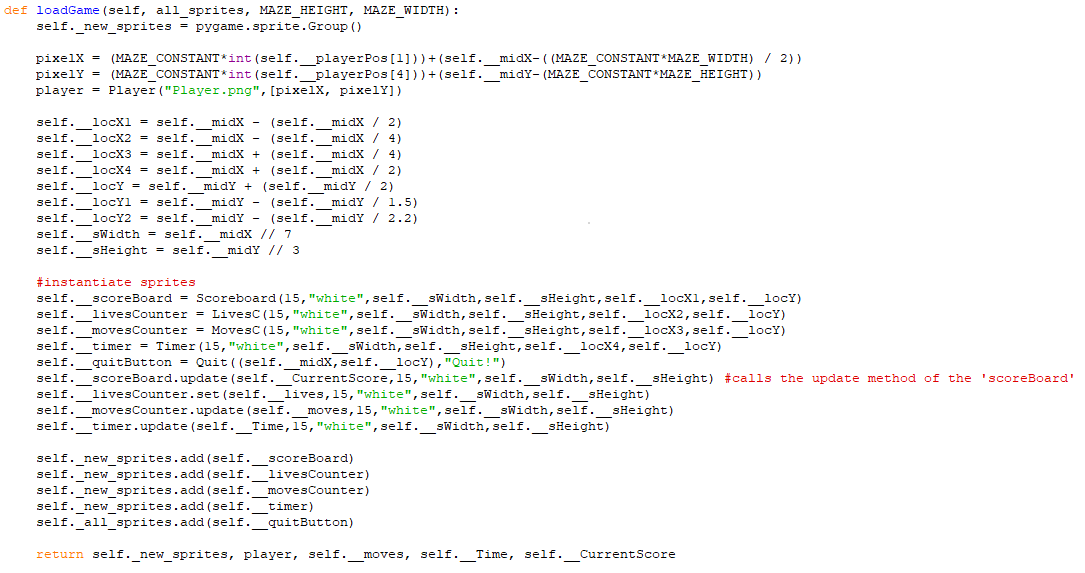 def loadGame(self, all_sprites, MAZE_HEIGHT, MAZE_WIDTH):
    self._new_sprites = pygame.sprite.Group()

    pixelX = (MAZE_CONSTANT*int(self.__playerPos[1]))+(self.__midX-((MAZE_CONSTANT*MAZE_WIDTH) / 2))
    pixelY = (MAZE_CONSTANT*int(self.__playerPos[4]))+(self.__midY-(MAZE_CONSTANT*MAZE_HEIGHT))
    player = Player("Player.png",[pixelX, pixelY])

    self.__locX1 = self.__midX - (self.__midX / 2)
    self.__locX2 = self.__midX - (self.__midX / 4)
    self.__locX3 = self.__midX + (self.__midX / 4)
    self.__locX4 = self.__midX + (self.__midX / 2)
    self.__locY = self.__midY + (self.__midY / 2)
    self.__locY1 = self.__midY - (self.__midY / 1.5)
    self.__locY2 = self.__midY - (self.__midY / 2.2)
    self.__sWidth = self.__midX // 7
    self.__sHeight = self.__midY // 3

    #instantiate sprites
    self.__scoreBoard = Scoreboard(15,"white",self.__sWidth,self.__sHeight,self.__locX1,self.__locY)
    self.__livesCounter = LivesC(15,"white",self.__sWidth,self.__sHeight,self.__locX2,self.__locY)
    self.__movesCounter = MovesC(15,"white",self.__sWidth,self.__sHeight,self.__locX3,self.__locY)
    self.__timer = Timer(15,"white",self.__sWidth,self.__sHeight,self.__locX4,self.__locY)
    self.__quitButton = Quit((self.__midX,self.__locY),"Quit!")
    self.__scoreBoard.update(self.__CurrentScore,15,"white",self.__sWidth,self.__sHeight) #calls the update method of the 'scoreBoard'
    self.__livesCounter.set(self.__lives,15,"white",self.__sWidth,self.__sHeight)
    self.__movesCounter.update(self.__moves,15,"white",self.__sWidth,self.__sHeight)
    self.__timer.update(self.__Time,15,"white",self.__sWidth,self.__sHeight)

    self._new_sprites.add(self.__scoreBoard)
    self._new_sprites.add(self.__livesCounter)
    self._new_sprites.add(self.__movesCounter)
    self._new_sprites.add(self.__timer)
    self._all_sprites.add(self.__quitButton)

    return self._new_sprites, player, self.__moves, self.__Time, self.__CurrentScore